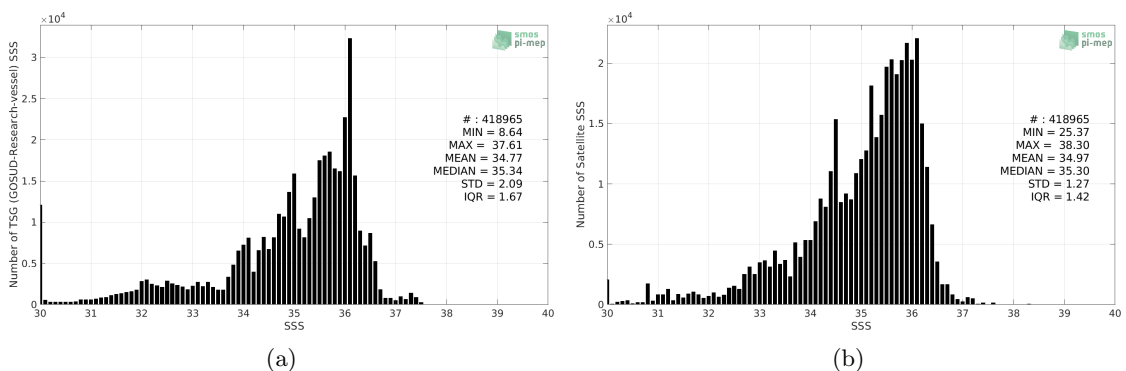 ×10⁴
smos
pi-mep
Number of TSG (GOSUD-Research-vessel) SSS
3
2.5
2
1.5
1
0.5
0
# : 418965
MIN = 8.64
MAX = 37.61
MEAN = 34.77
MEDIAN = 35.34
STD = 2.09
IQR = 1.67
30 31 32 33 34 35 36 37 38 39 40
SSS
(a)
×10⁴
smos
pi-mep
Number of Satellite SSS
2
1.5
1
0.5
0
# : 418965
MIN = 25.37
MAX = 38.30
MEAN = 34.97
MEDIAN = 35.30
STD = 1.27
IQR = 1.42
30 31 32 33 34 35 36 37 38 39 40
SSS
(b)